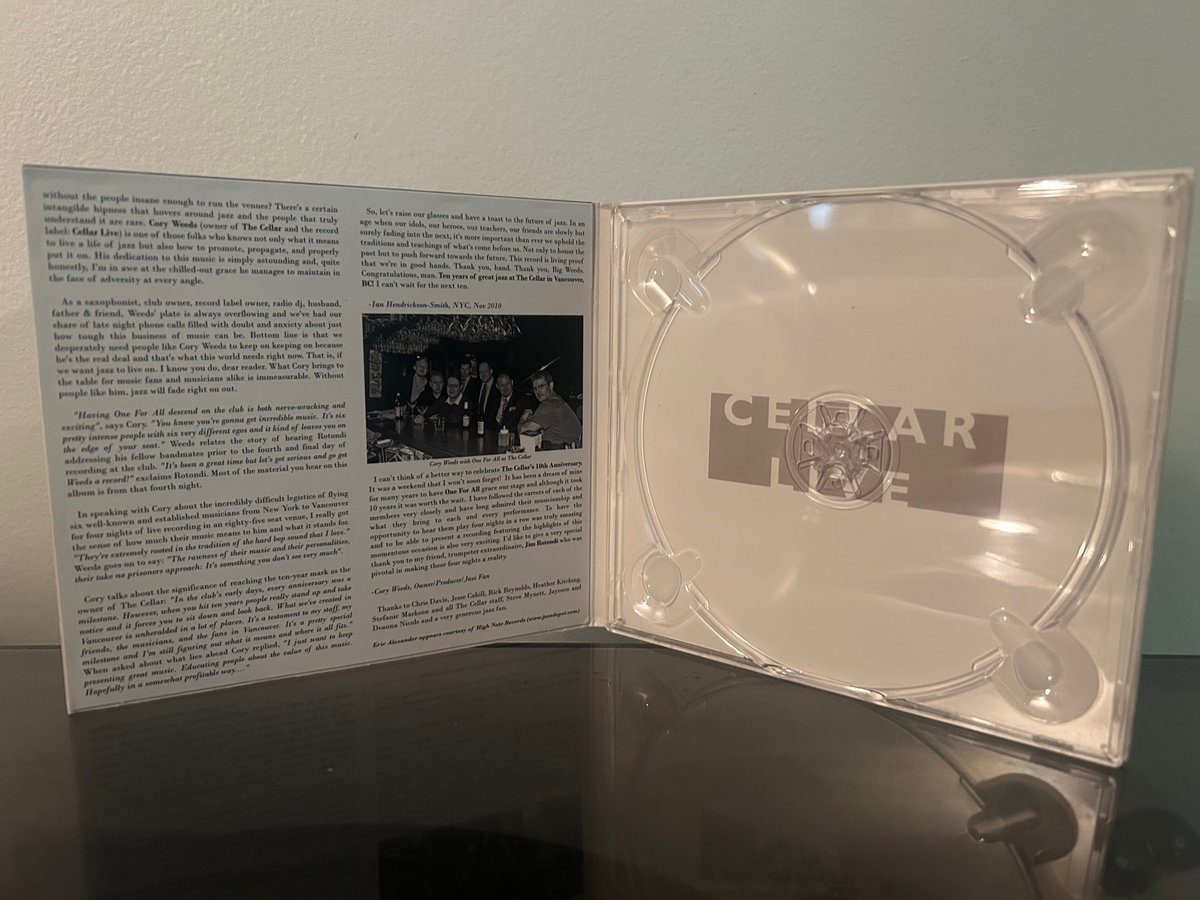 without the people insane enough to run the venues? There's a certain
intangible hipness that hovers around jazz and the people that truly
understand it are rare. Cory Weeds (owner of The Cellar and the record
label: Cellar Live) is one of those folks who knows not only what it means
to live a life of jazz but also how to promote, propagate, and properly
put it on. His dedication to this music is simply astounding and, quite
honestly, I'm in awe at the chilled-out grace he manages to maintain in
the face of adversity at every angle.
As a saxophonist, club owner, record label owner, radio dj, husband,
father & friend, Weeds' plate is always overflowing and we've had our
share of late night phone calls filled with doubt and anxiety about just
how tough this business of music can be. Bottom line is that we
desperately need people like Cory Weeds to keep on keeping on because
he's the real deal and that's what this world needs right now. That is, if
we want jazz to live on. I know you do, dear reader. What Cory brings to
the table for music fans and musicians alike is immeasurable. Without
people like him, jazz will fade right on out.
"Having One For All descend on the club is both nerve-wracking and
exciting", says Cory. "You know you're gonna get incredible music. It's six
pretty intense people with six very different egos and it kind of leaves you on
the edge of your seat." Weeds relates the story of hearing Rotondi
addressing his fellow bandmates prior to the fourth and final day of
recording at the club. "It's been a great time but let's get serious and go get
Weeds a record!" exclaims Rotondi. Most of the material you hear on this
album is from that fourth night.
In speaking with Cory about the incredibly difficult logistics of flying
six well-known and established musicians from New York to Vancouver
for four nights of live recording in an eighty-five seat venue, I really got
the sense of how much their music means to him and what it stands for.
"They're extremely rooted in the tradition of the hard bop sound that I love."
Weeds goes on to say: "The rawness of their music and their personalities,
their take no prisoners approach: It's something you don't see very much".
Cory talks about the significance of reaching the ten-year mark as the
owner of The Cellar: "In the club's early days, every anniversary was a
milestone. However, when you hit ten years people really stand up and take
notice and it forces you to sit down and look back. What we've created in
Vancouver is unheralded in a lot of places. It's a testament to my staff, my
friends, the musicians, and the fans in Vancouver. It's a pretty special
milestone and I'm still figuring out what it means and where it all fits."
When asked about what lies ahead Cory replied, "I just want to keep
presenting great music. Educating people about the value of this music.
Hopefully in a somewhat profitable way...."
So, let's raise our glasses and have a toast to the future of jazz. In an
age when our idols, our heroes, our teachers, our friends are slowly but
surely fading into the next, it's more important than ever we uphold the
traditions and teachings of what's come before us. Not only to honor the
past but to push forward towards the future. This record is living proof
that we're in good hands. Thank you, band. Thank you, Big Weeds.
Congratulations, man. Ten years of great jazz at The Cellar in Vancouver,
BC! I can't wait for the next ten.
-Ian Hendrickson-Smith, NYC, Nov 2010
Cory Weeds with One For All at The Cellar
I can't think of a better way to celebrate The Cellar's 10th Anniversary.
It was a weekend that I won't soon forget! It has been a dream of mine
for many years to have One For All grace our stage and although it took
10 years it was worth the wait. I have followed the careers of each of the
members very closely and have long admired their musicianship and
what they bring to each and every performance. To have the
opportunity to hear them play four nights in a row was truly amazing
and to be able to present a recording featuring the highlights of this
momentous occasion is also very exciting. I'd like to give a very special
thank you to my friend, trumpeter extraordinaire, Jim Rotondi who was
pivotal in making these four nights a reality.
-Cory Weeds, Owner/Producer/Jazz Fan
Thanks to Chris Davis, Jesse Cahill, Rick Reynolds, Heather Kitching,
Stefanie Markson and all The Cellar staff, Steve Mynett, Jayson and
Deanna Nicols and a very generous jazz fan.
Eric Alexander appears courtesy of High Note Records (www.jazzdepot.com)
CELLAR
LIVE